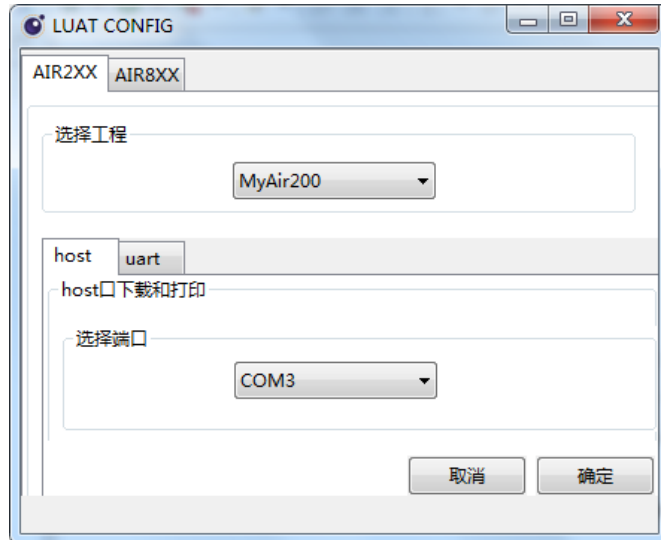 LUAT CONFIG
AIR2XX AIR8XX
选择工程
MyAir200
host uart
host口下载和打印
选择端口
COM3
取消 确定